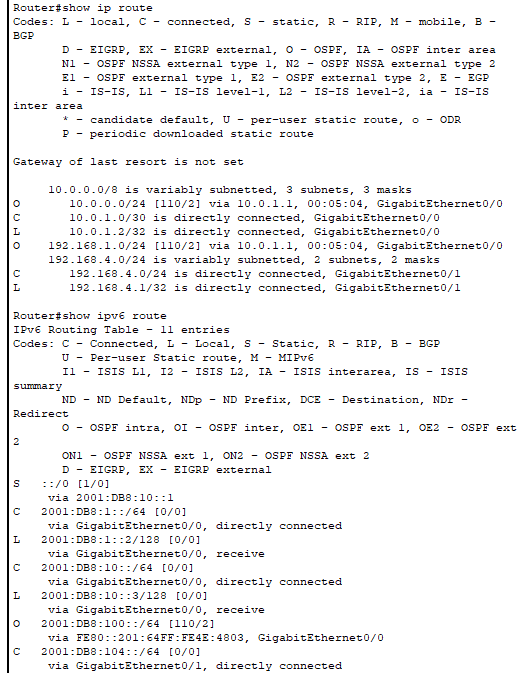 Router#show ip route
Codes: L - local, C - connected, S - static, R - RIP, M - mobile, B -
BGP
D - EIGRP, EX - EIGRP external, O - OSPF, IA - OSPF inter area
N1 - OSPF NSSA external type 1, N2 - OSPF NSSA external type 2
E1 - OSPF external type 1, E2 - OSPF external type 2, E - EGP
i - IS-IS, L1 - IS-IS level-1, L2 - IS-IS level-2, ia - IS-IS
inter area
* - candidate default, U - per-user static route, o - ODR
P - periodic downloaded static route
Gateway of last resort is not set
10.0.0.0/8 is variably subnetted, 3 subnets, 3 masks
O 10.0.0.0/24 [110/2] via 10.0.1.1, 00:05:04, GigabitEthernet0/0
C 10.0.1.0/30 is directly connected, GigabitEthernet0/0
L 10.0.1.2/32 is directly connected, GigabitEthernet0/0
O 192.168.1.0/24 [110/2] via 10.0.1.1, 00:05:04, GigabitEthernet0/0
192.168.4.0/24 is variably subnetted, 2 subnets, 2 masks
C 192.168.4.0/24 is directly connected, GigabitEthernet0/1
L 192.168.4.1/32 is directly connected, GigabitEthernet0/1
Router#show ipv6 route
IPv6 Routing Table - 11 entries
Codes: C - Connected, L - Local, S - Static, R - RIP, B - BGP
U - Per-user Static route, M - MIPv6
I1 - ISIS L1, I2 - ISIS L2, IA - ISIS interarea, IS - ISIS
summary
ND - ND Default, NDp - ND Prefix, DCE - Destination, NDr -
Redirect
O - OSPF intra, OI - OSPF inter, OE1 - OSPF ext 1, OE2 - OSPF ext
2
ON1 - OSPF NSSA ext 1, ON2 - OSPF NSSA ext 2
D - EIGRP, EX - EIGRP external
S ::/0 [1/0]
via 2001:DB8:10::1
C 2001:DB8:1::/64 [0/0]
via GigabitEthernet0/0, directly connected
L 2001:DB8:1::2/128 [0/0]
via GigabitEthernet0/0, receive
C 2001:DB8:10::/64 [0/0]
via GigabitEthernet0/0, directly connected
L 2001:DB8:10::3/128 [0/0]
via GigabitEthernet0/0, receive
O 2001:DB8:100::/64 [110/2]
via FE80::201:64FF:FE4E:4803, GigabitEthernet0/0
C 2001:DB8:104::/64 [0/0]
via GigabitEthernet0/1, directly connected